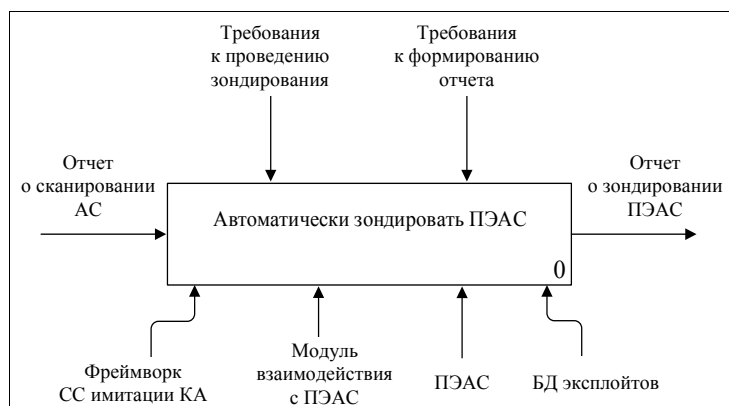 Требования
к проведению
зондирования
Требования
к формированию
отчета
Отчет
о сканировании
АС
Автоматически зондировать ПЭАС
0
Отчет
о зондировании
ПЭАС
Фреймворк
СС имитации КА
Модуль
взаимодействия
с ПЭАС
ПЭАС
БД эксплойтов